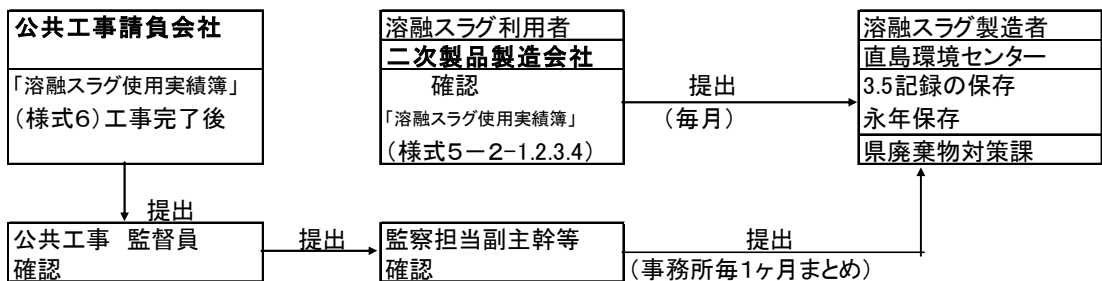 公共工事請負会社
「溶融スラグ使用実績簿」
(様式6)工事完了後
溶融スラグ利用者
二次製品製造会社
確認
「溶融スラグ使用実績簿」
(様式5-2-1.2.3.4)
提出
(毎月)
溶融スラグ製造者
直島環境センター
3.5記録の保存
永年保存
県廃棄物対策課
提出
公共工事 監督員
確認
提出
監察担当副主幹等
確認
提出
(事務所毎1ヶ月まとめ)